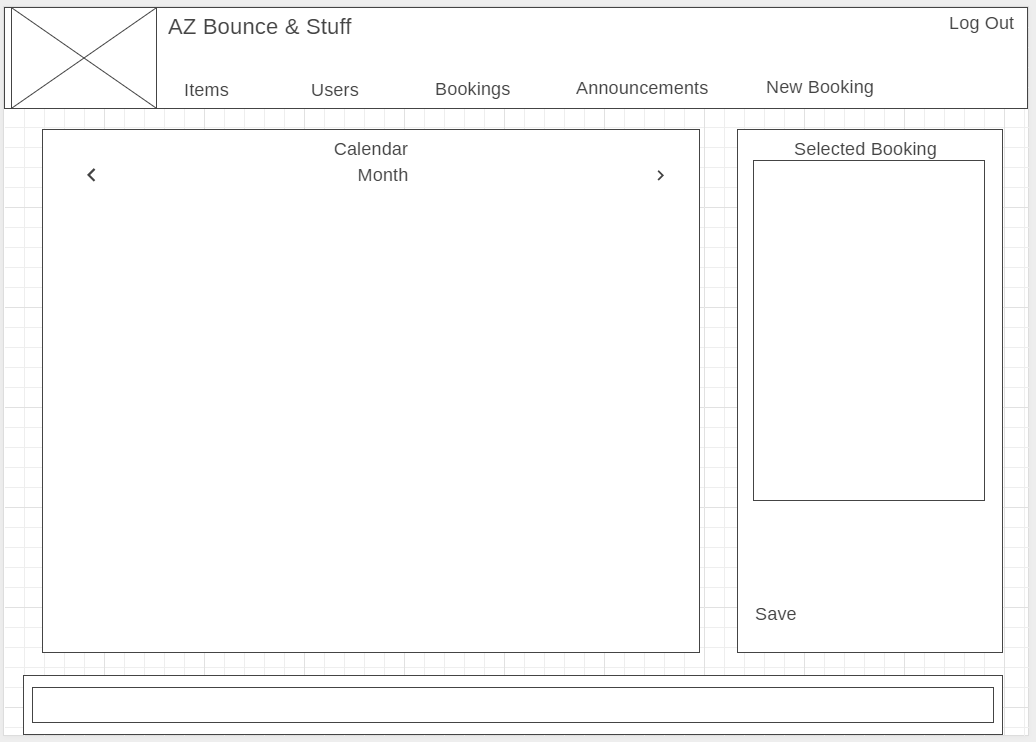 AZ Bounce & Stuff
Log Out
Items
Users
Bookings
Announcements
New Booking
Calendar
Month
Selected Booking
Save